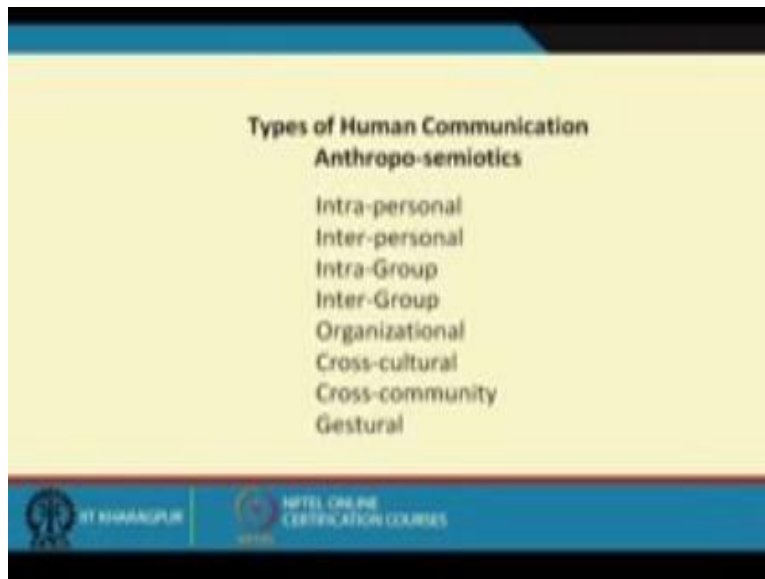 Types of Human Communication
Anthropo-semiotics
Intra-personal
Inter-personal
Intra-Group
Inter-Group
Organizational
Cross-cultural
Cross-community
Gestural
IIT KHARAGPUR
NPTEL ONLINE
CERTIFICATION COURSES